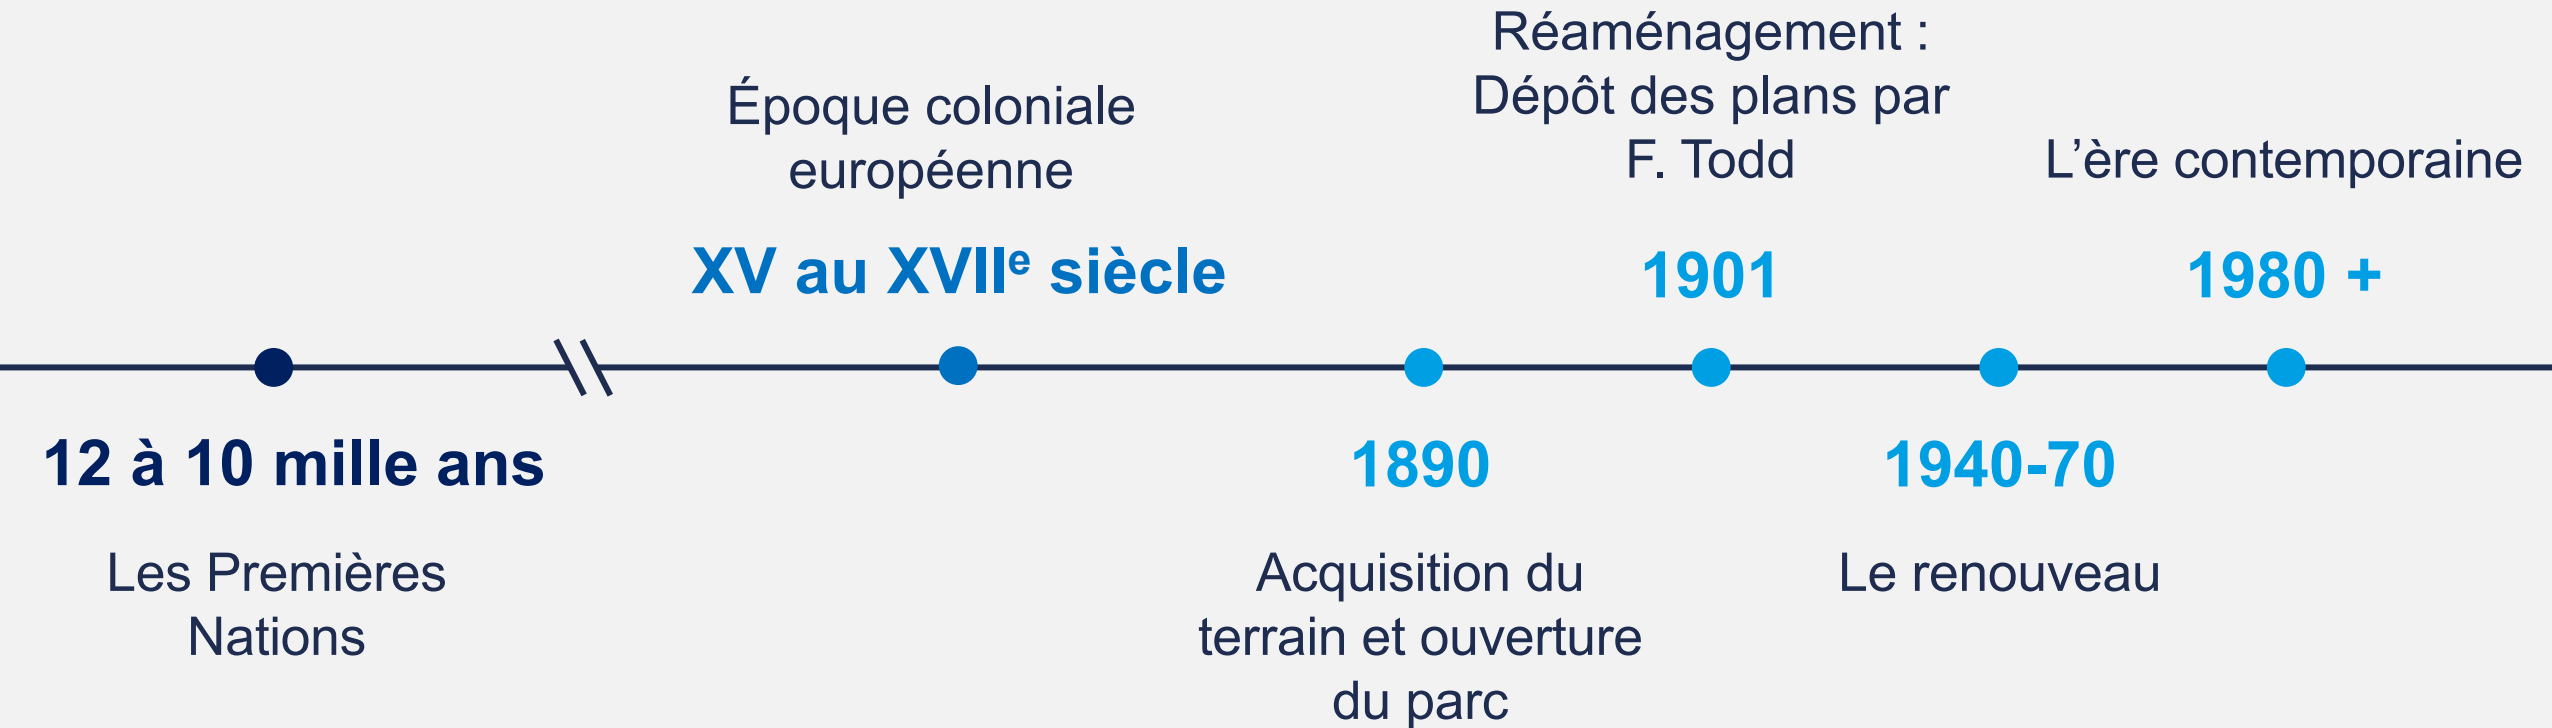 12 à 10 mille ans
Les Premières
Nations
Époque coloniale
européenne
XV au XVIIe siècle
1890
Acquisition du
terrain et ouverture
du parc
Réaménagement :
Dépôt des plans par
F. Todd
1901
1940-70
Le renouveau
L’ère contemporaine
1980 +